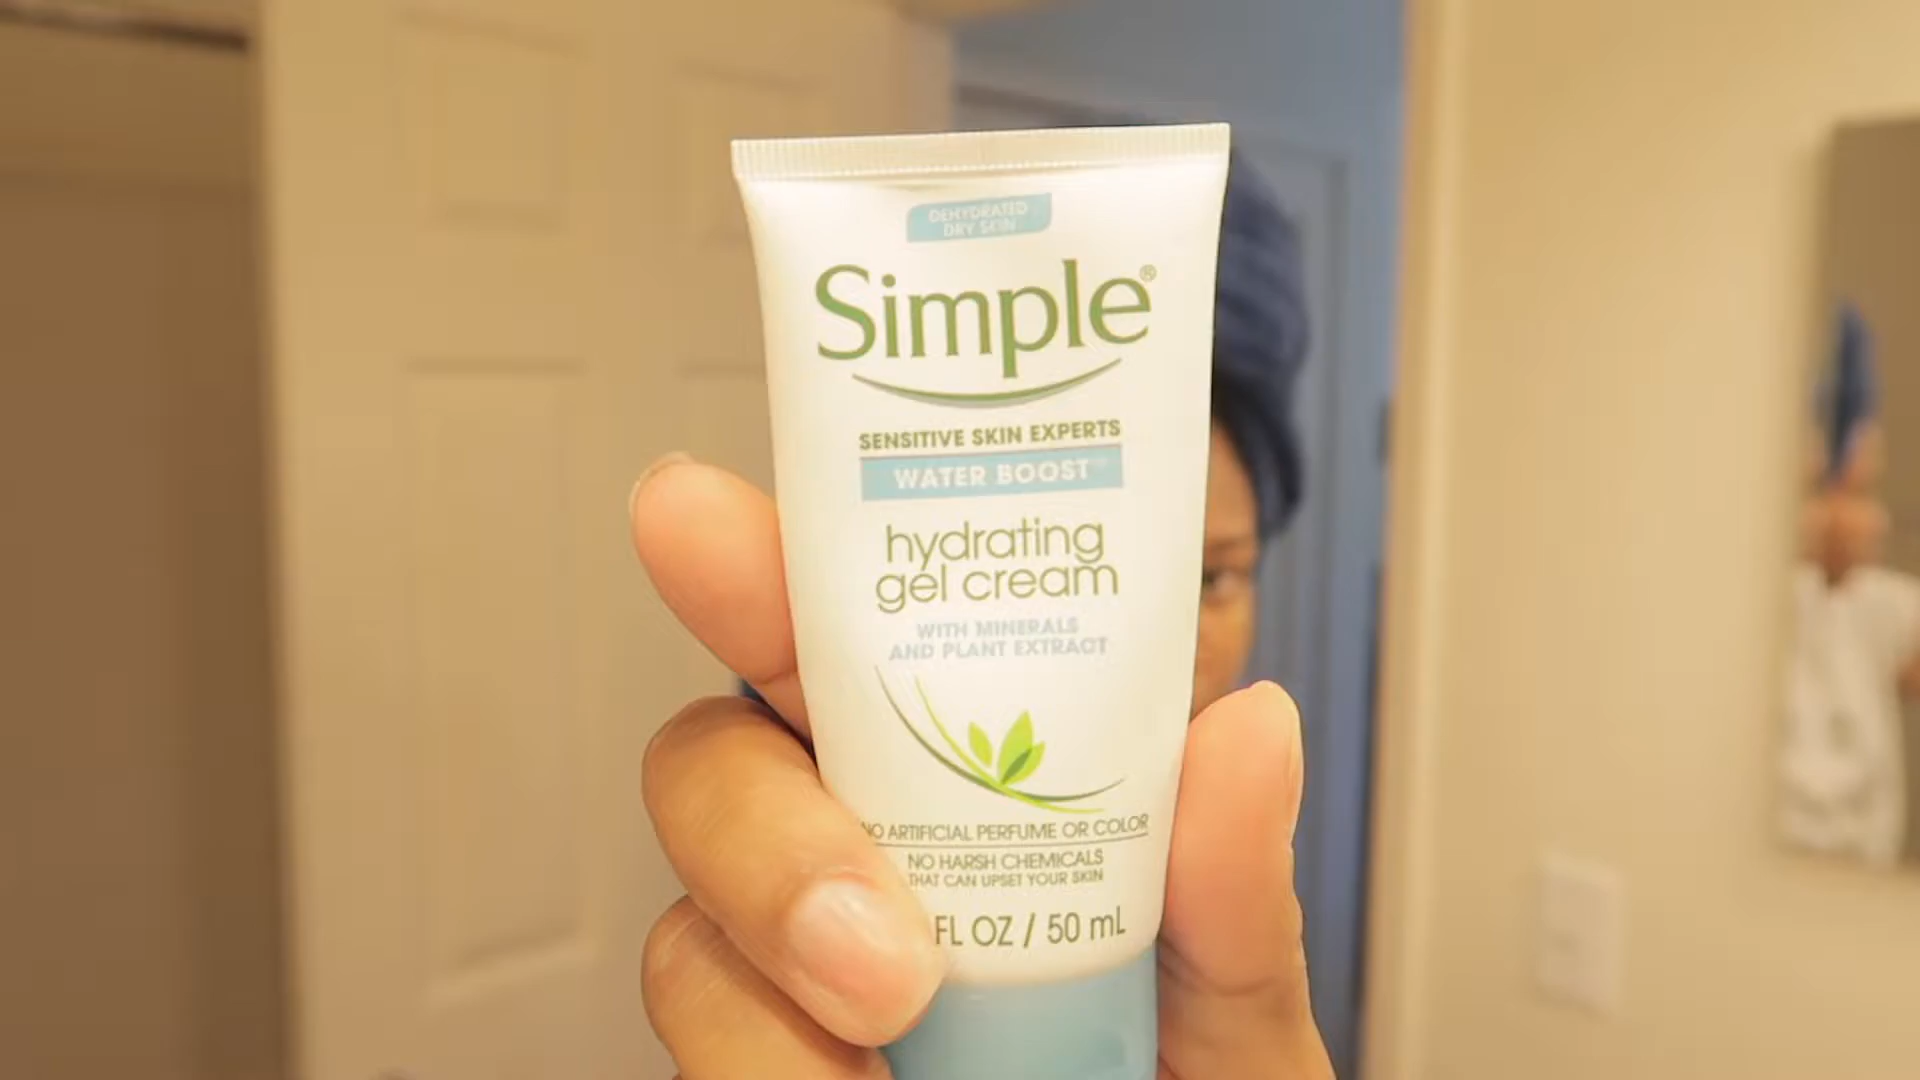 DEHYDRATED
DRY SKIN
Simple®
SENSITIVE SKIN EXPERTS
WATER BOOST™
hydrating
gel cream
WITH MINERALS
AND PLANT EXTRACT
NO ARTIFICIAL PERFUME OR COLOR
NO HARSH CHEMICALS
THAT CAN UPSET YOUR SKIN
FL OZ / 50 mL